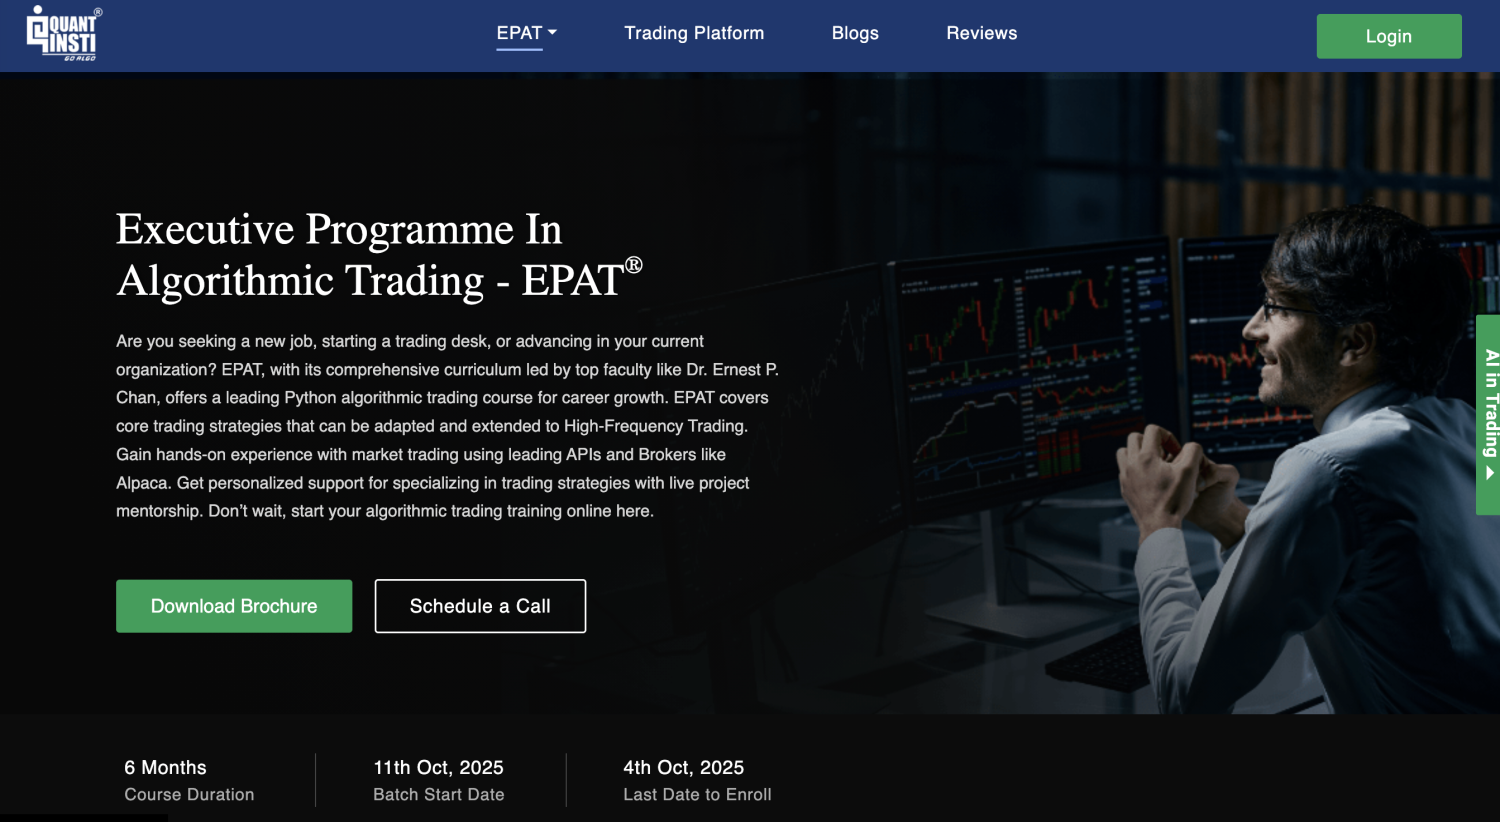 QUANT®
INSTI
GO ALGO
EPAT
Trading Platform
Blogs
Reviews
Login
Executive Programme In
Algorithmic Trading - EPAT®
Are you seeking a new job, starting a trading desk, or advancing in your current
organization? EPAT, with its comprehensive curriculum led by top faculty like Dr. Ernest P.
Chan, offers a leading Python algorithmic trading course for career growth. EPAT covers
core trading strategies that can be adapted and extended to High-Frequency Trading.
Gain hands-on experience with market trading using leading APIs and Brokers like
Alpaca. Get personalized support for specializing in trading strategies with live project
mentorship. Don’t wait, start your algorithmic trading training online here.
Download Brochure
Schedule a Call
AI in Trading
6 Months
Course Duration
11th Oct, 2025
Batch Start Date
4th Oct, 2025
Last Date to Enroll